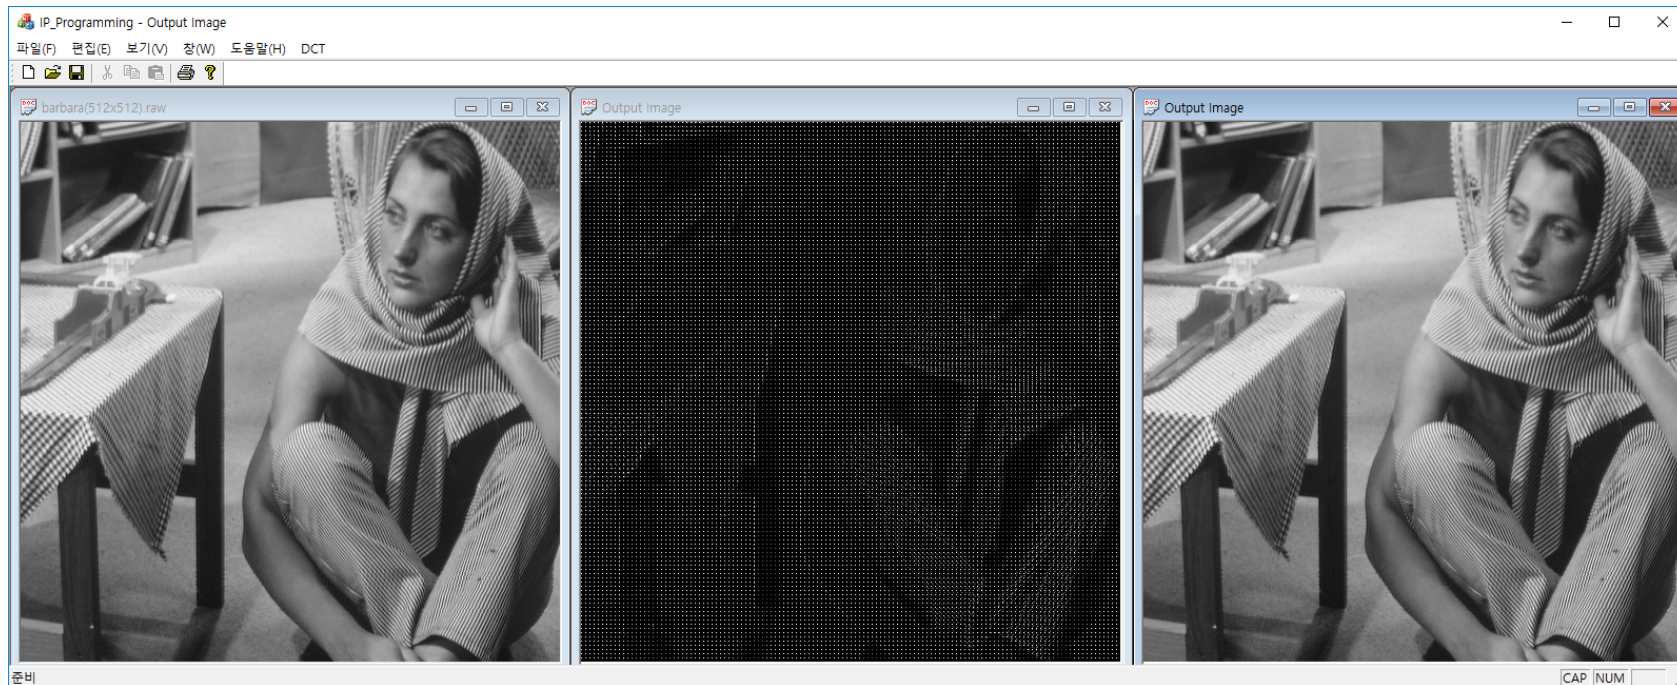 IP_Programming - Output Image
파일(F) 편집(E) 보기(V) 창(W) 도움말(H) DCT
barbara(512x512).raw
Output Image
Output Image
준비
CAP NUM